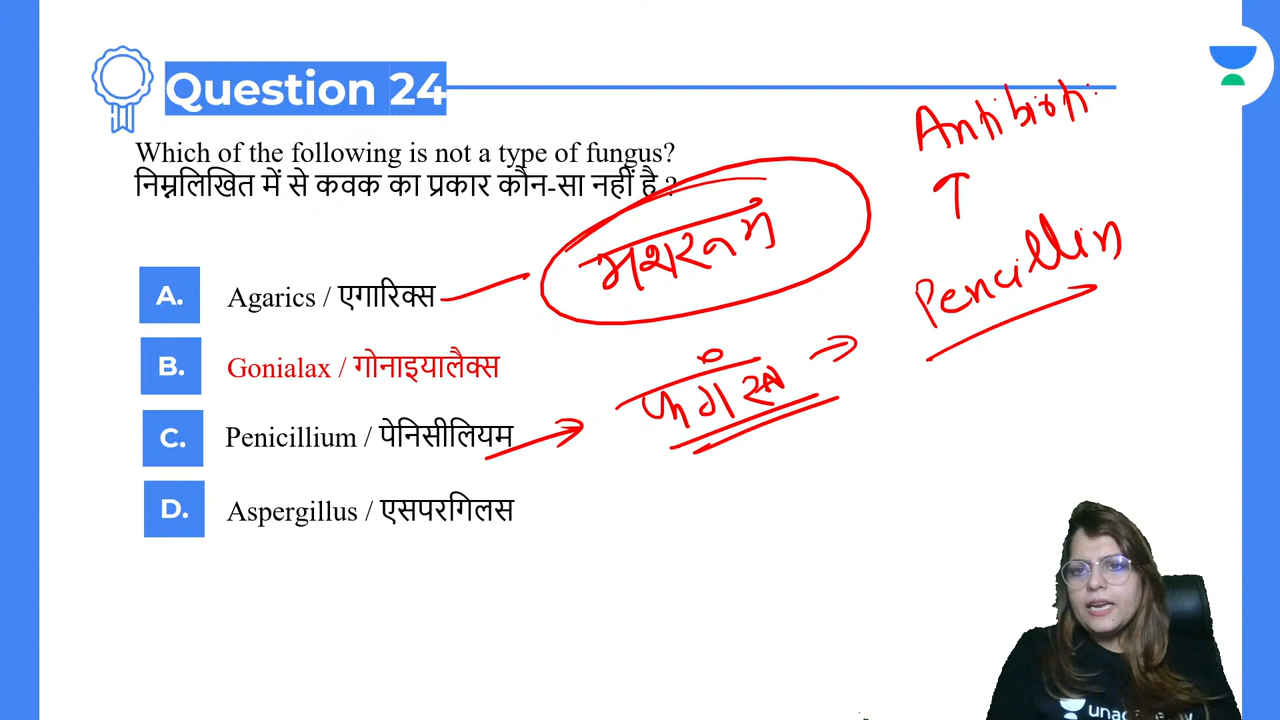 Question 24
Which of the following is not a type of fungus?
निम्नलिखित में से कवक का प्रकार कौन-सा नहीं है ?
A. Agarics / एगारिक्स
B. Gonialax / गोनाइयालैक्स
C. Penicillium / पेनिसीलियम
D. Aspergillus / एसपरगिलस
मशरूम
फंगस
Antibioti
Pencillin